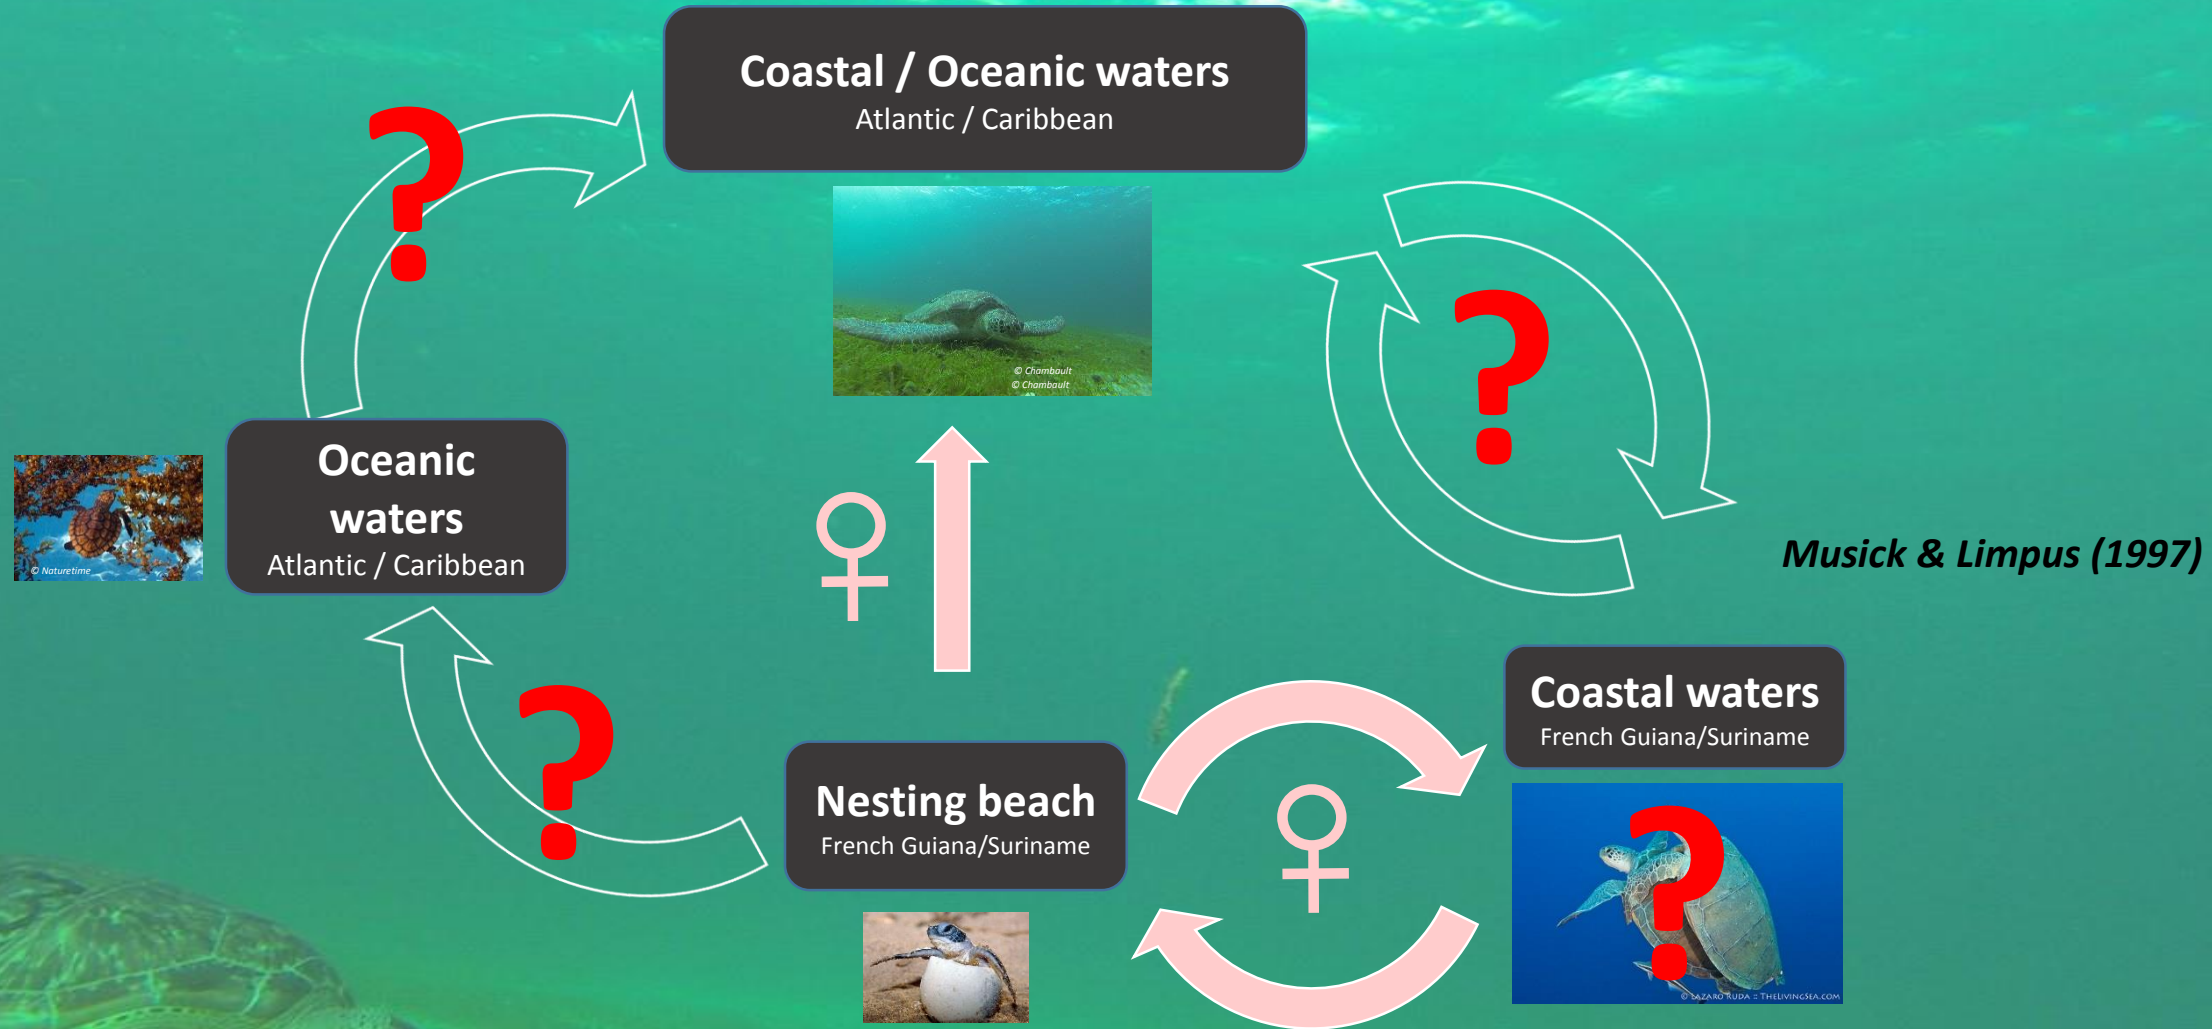 Coastal / Oceanic waters
Atlantic / Caribbean
?
© Chambault
© Chambault
?
Oceanic
waters
Atlantic / Caribbean
© Naturetime
Musick & Limpus (1997)
?
Coastal waters
French Guiana/Suriname
Nesting beach
French Guiana/Suriname
?
© LAZARO RUDA :: THELIVINGSEA.COM